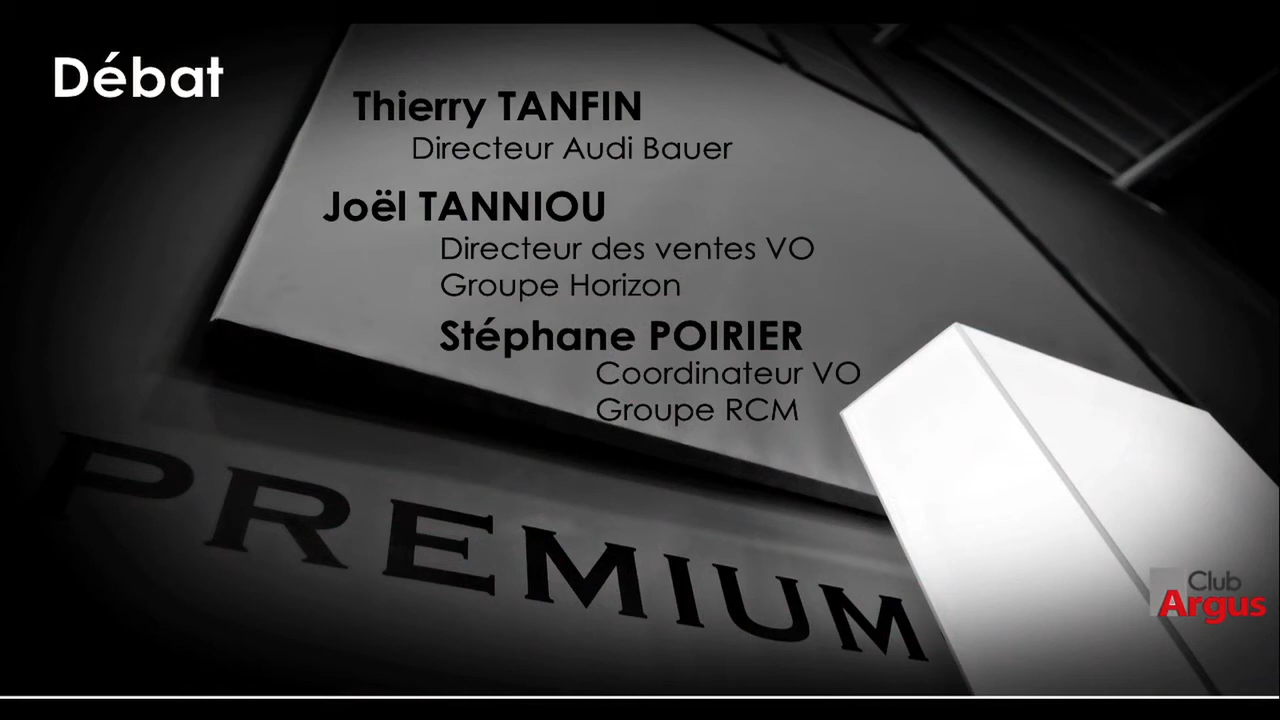 Débat
Thierry TANFIN
Directeur Audi Bauer
Joël TANNIOU
Directeur des ventes VO
Groupe Horizon
Stéphane POIRIER
Coordinateur VO
Groupe RCM
PREMIUM
Club
Argus